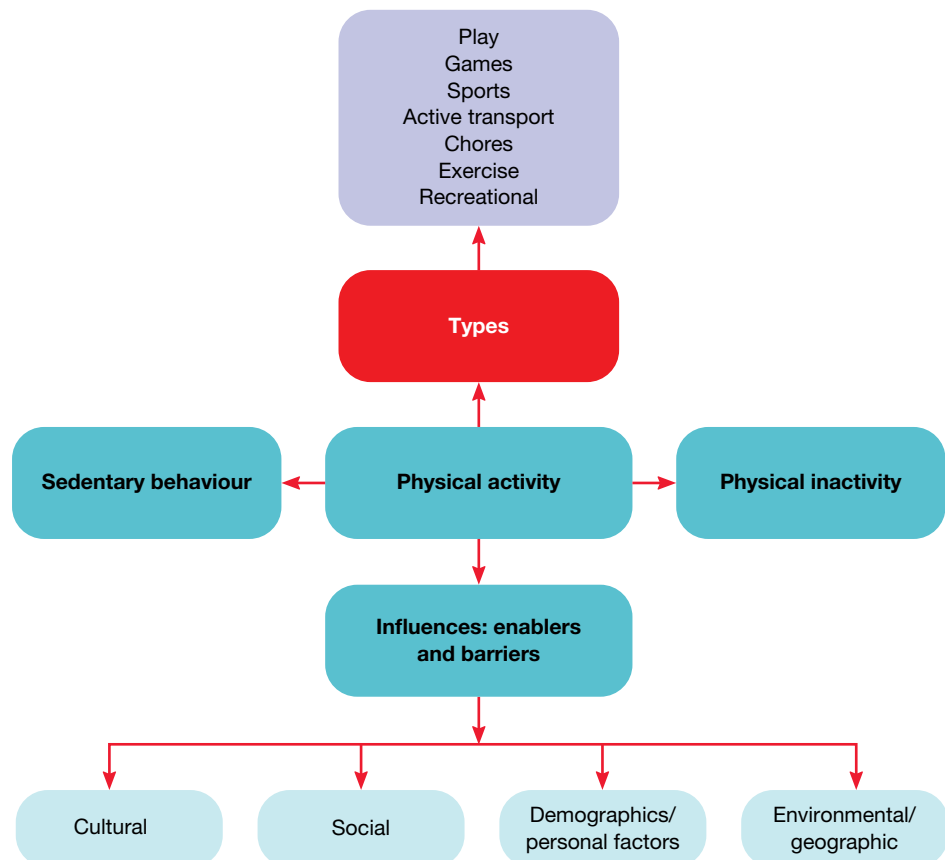 Play
Games
Sports
Active transport
Chores
Exercise
Recreational
Types
Sedentary behaviour
Physical activity
Physical inactivity
Influences: enablers
and barriers
Cultural
Social
Demographics/
personal factors
Environmental/
geographic